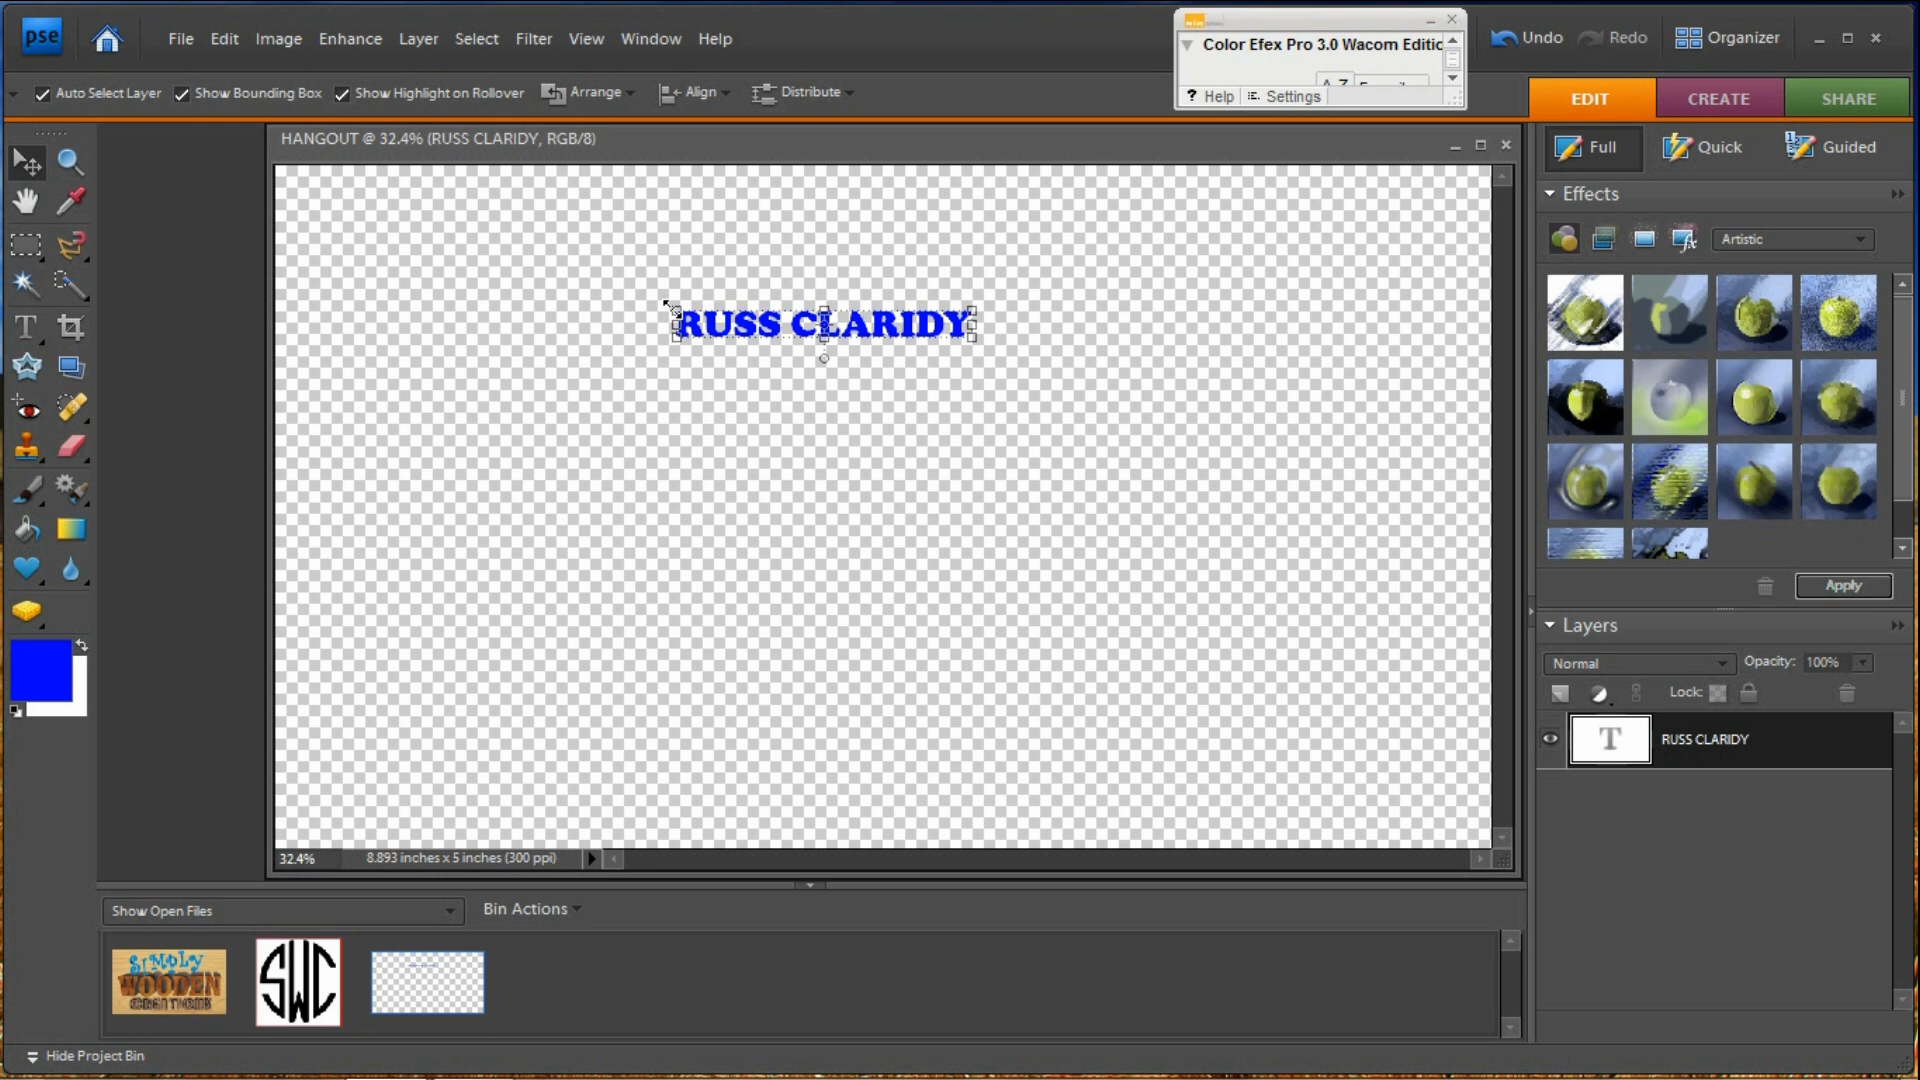 pse
File Edit Image Enhance Layer Select Filter View Window Help
Color Efex Pro 3.0 Wacom Editic
Undo Redo Organizer
Auto Select Layer Show Bounding Box Show Highlight on Rollover Arrange Align Distribute
? Help Settings
EDIT CREATE SHARE
HANGOUT @ 32.4% (RUSS CLARIDY, RGB/8)
Full Quick Guided
Effects
Artistic
RUSS CLARIDY
Apply
Layers
Normal Opacity: 100%
Lock:
T RUSS CLARIDY
32.4% 8.893 inches x 5 inches (300 ppi)
Show Open Files Bin Actions
SiMpLy
WOODEN
CREATIONS
SWC
Hide Project Bin